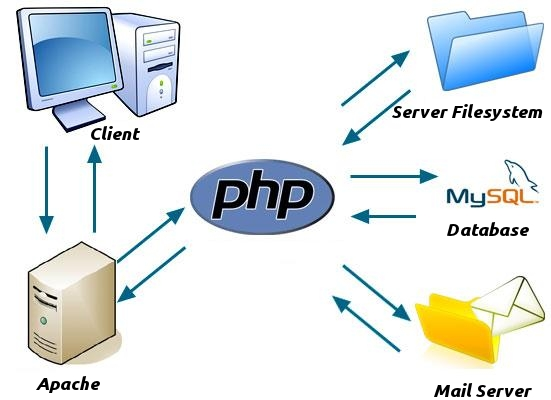 Client
Server Filesystem
php
MySQL
Database
Apache
Mail Server